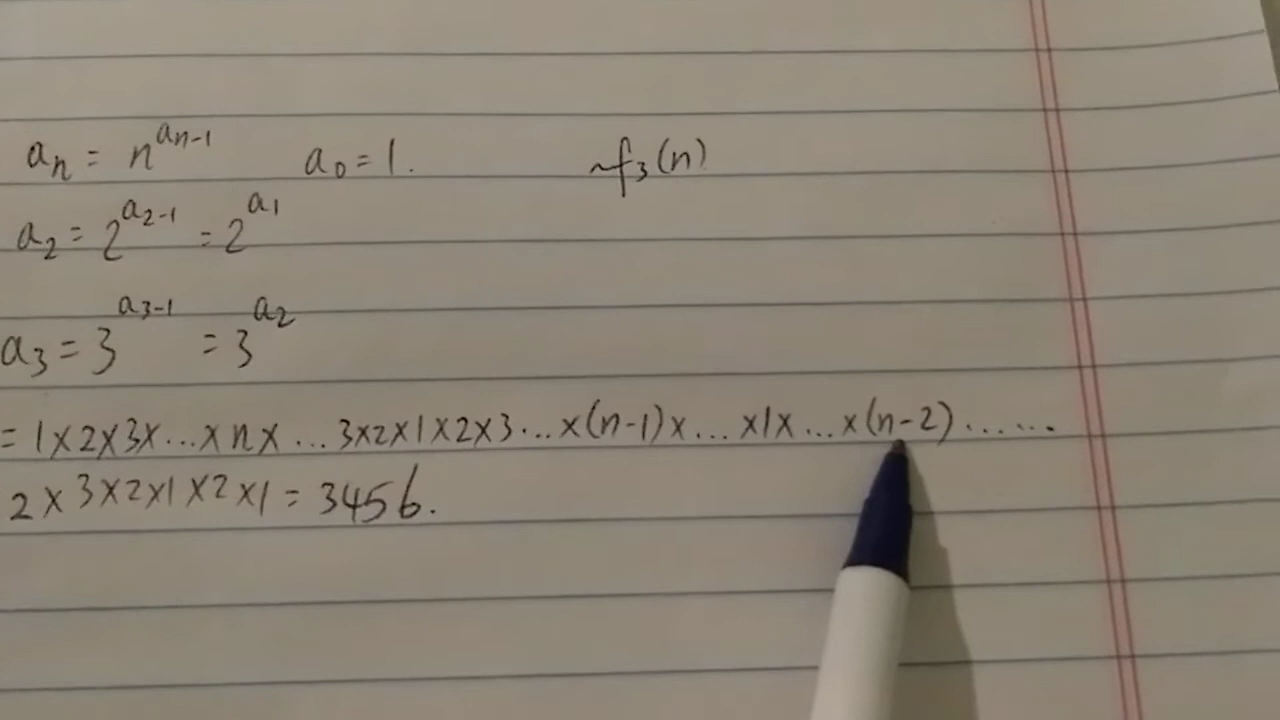 aₙ = n^(aₙ₋₁) a₀ = 1. ~f₃(n)
a₂ = 2^(a₂₋₁) = 2^(a₁)
a₃ = 3^(a₃₋₁) = 3^(a₂)
= 1×2×3×...×n×...3×2×1×2×3...×(n-1)×...×1×...×(n-2)......
2×3×2×1×2×1 = 3456.